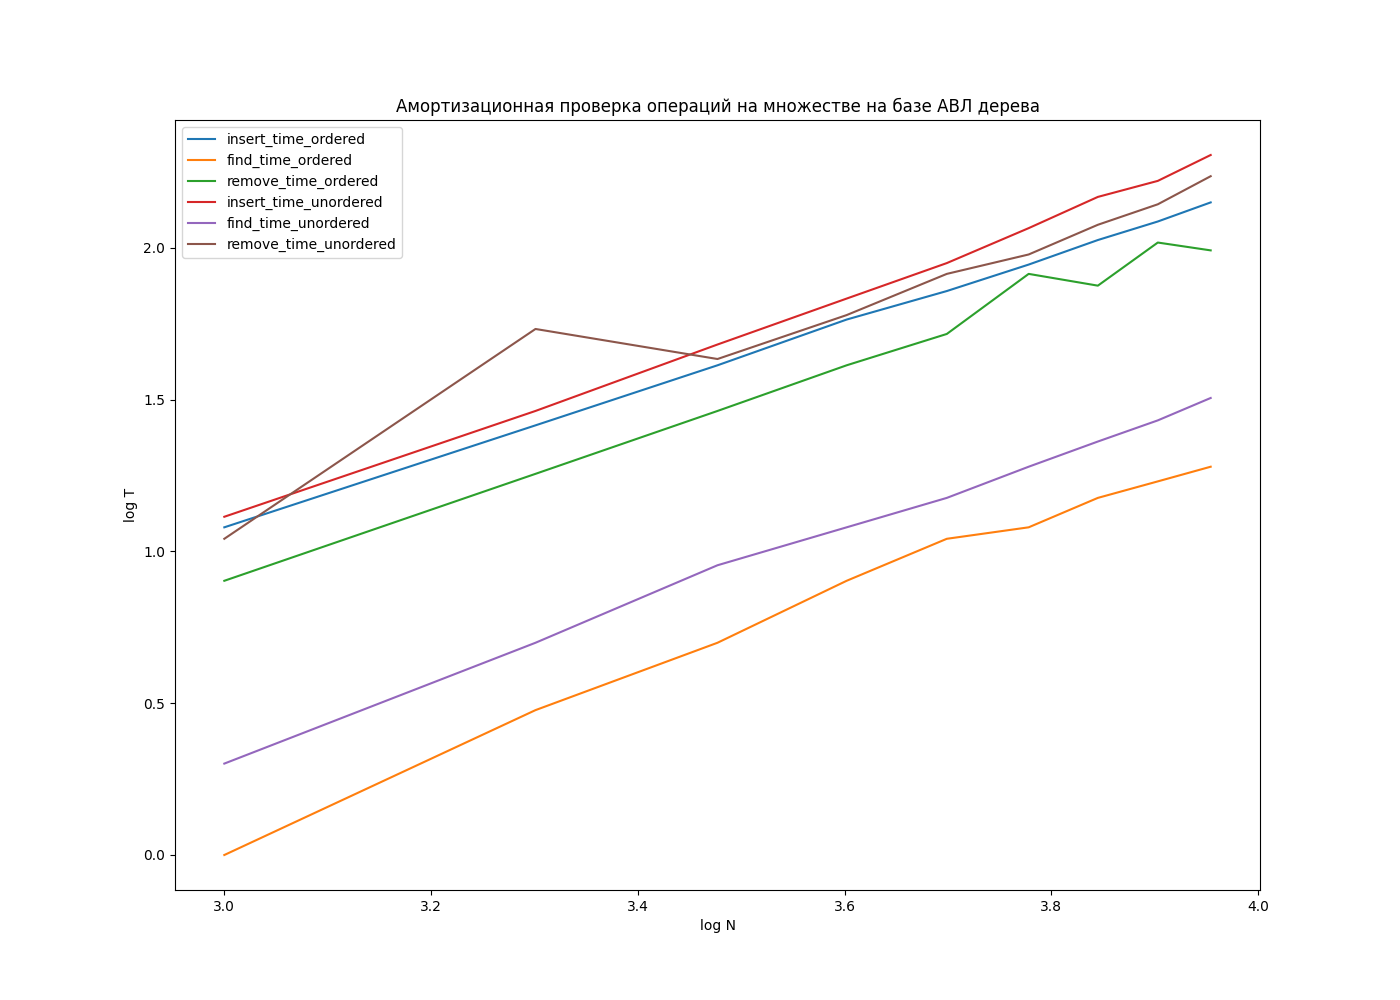 Амортизационная проверка операций на множестве на базе АВЛ дерева
insert_time_ordered
find_time_ordered
remove_time_ordered
insert_time_unordered
find_time_unordered
remove_time_unordered
2.0
1.5
1.0
0.5
0.0
log T
3.0 3.2 3.4 3.6 3.8 4.0
log N